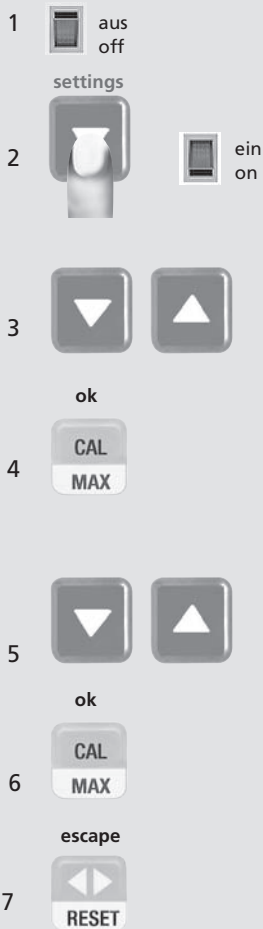 1
aus
off
settings
2
ein
on
3
ok
4
CAL
MAX
5
ok
6
CAL
MAX
escape
7
RESET